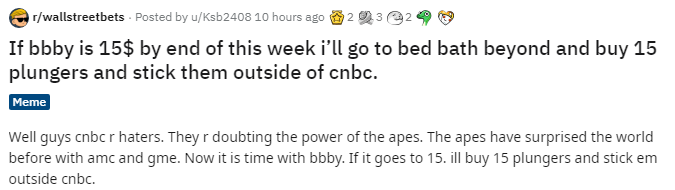 r/wallstreetbets · Posted by u/Ksb2408 10 hours ago 2 3 2
If bbby is 15$ by end of this week i'll go to bed bath beyond and buy 15
plungers and stick them outside of cnbc.
Meme
Well guys cnbc r haters. They r doubting the power of the apes. The apes have surprised the world
before with amc and gme. Now it is time with bbby. If it goes to 15. ill buy 15 plungers and stick em
outside cnbc.